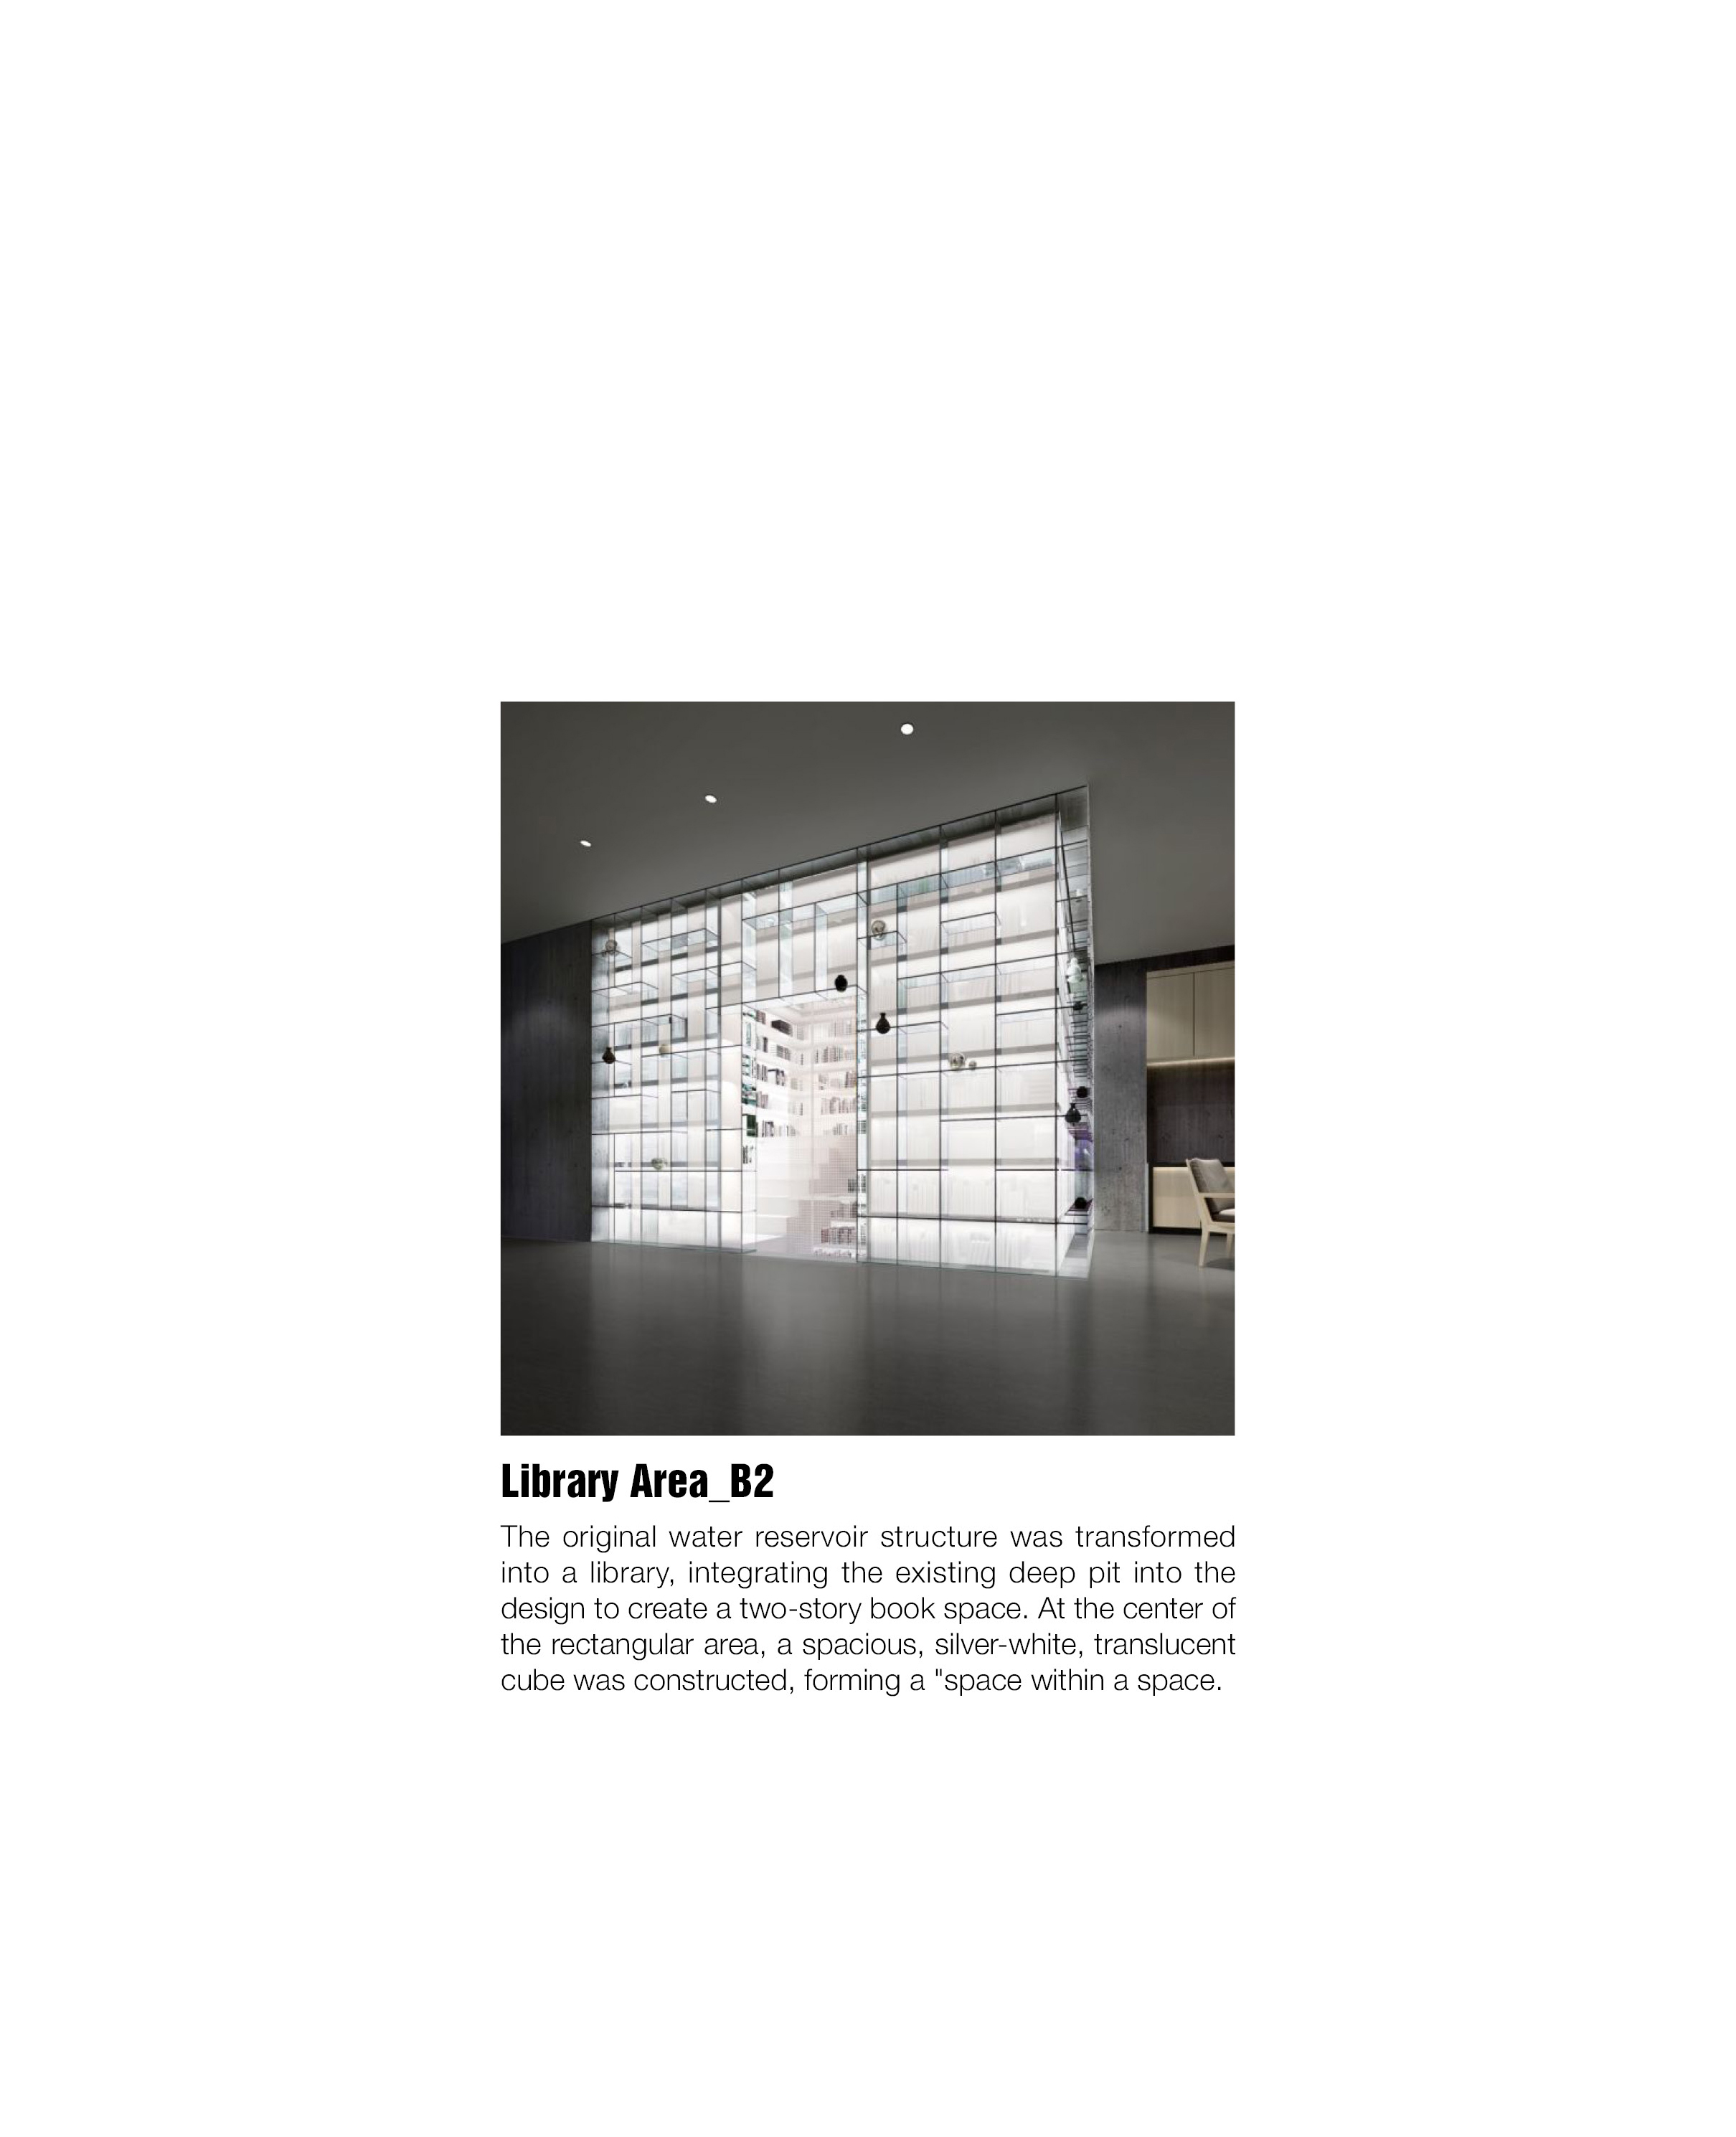 Library Area_B2
The original water reservoir structure was transformed
into a library, integrating the existing deep pit into the
design to create a two-story book space. At the center of
the rectangular area, a spacious, silver-white, translucent
cube was constructed, forming a "space within a space.